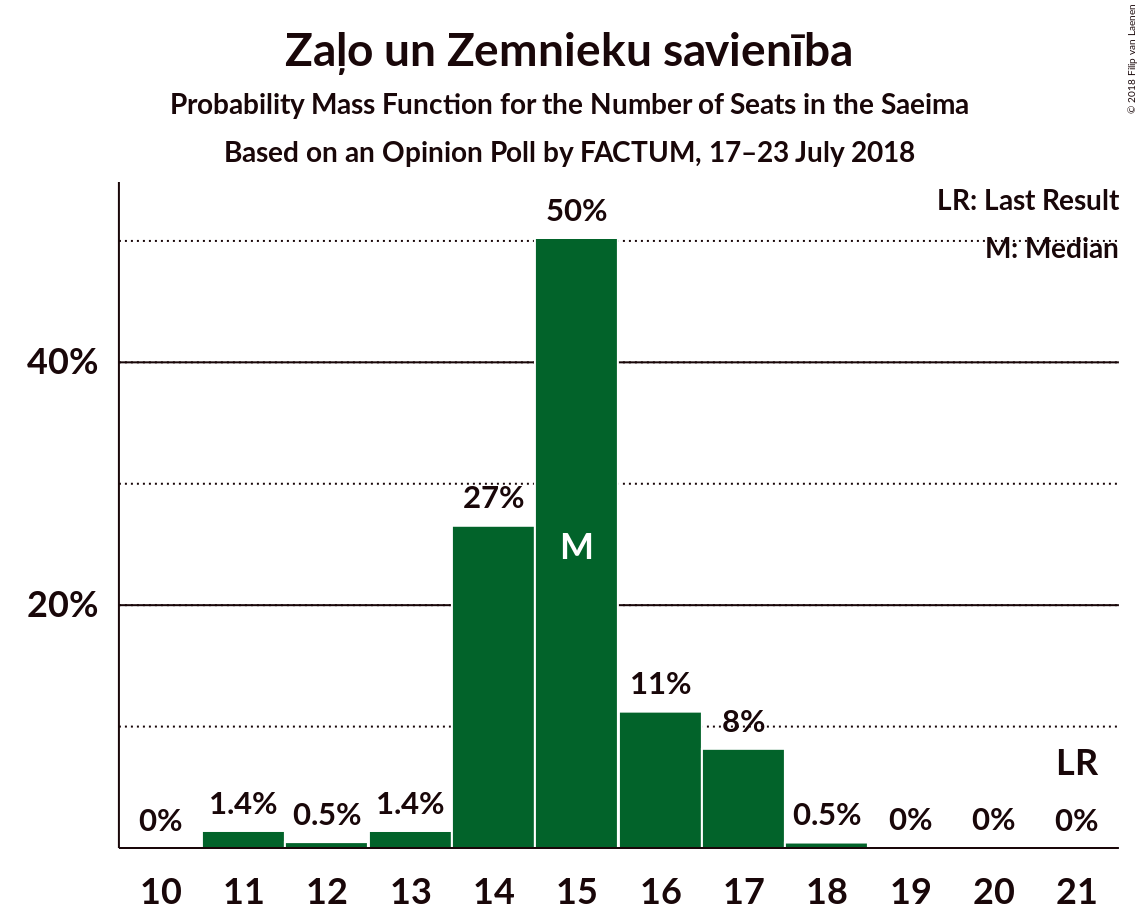 Zaļo un Zemnieku savienība
Probability Mass Function for the Number of Seats in the Saeima
Based on an Opinion Poll by FACTUM, 17–23 July 2018
© 2018 Filip van Laenen
LR: Last Result
M: Median
50%
40%
27%
M
20%
11%
8%
LR
0%
1.4%
0.5%
1.4%
0.5%
0%
0%
0%
10 11 12 13 14 15 16 17 18 19 20 21